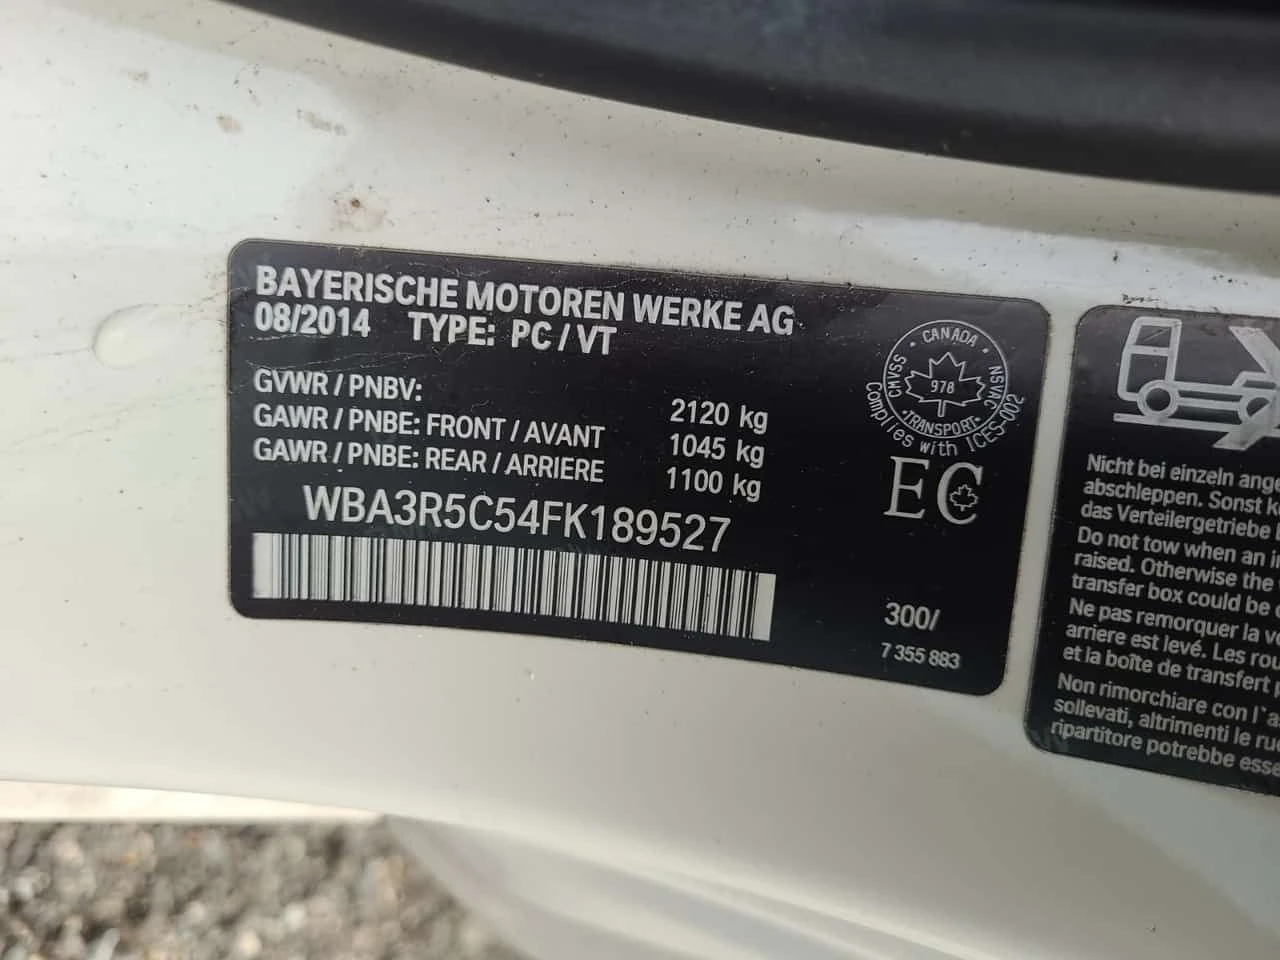 BAYERISCHE MOTOREN WERKE AG
08/2014 TYPE: PC / VT
GVWR / PNBV: 2120 kg
GAWR / PNBE: FRONT / AVANT 1045 kg
GAWR / PNBE: REAR / ARRIERE 1100 kg
WBA3R5C54FK189527
CANADA
CMVSS
NSVAC
978
TRANSPORT
Complies with ICES-002
EC
300/
7 355 883
Nicht bei einzeln ange
abschleppen. Sonst k
das Verteilergetriebe
Do not tow when an
raised. Otherwise the
transfer box could be
Ne pas remorquer la v
arriere est levé. Les rou
et la boîte de transfert
Non rimorchiare con l'a
sollevati, altrimenti le ru
ripartitore potrebbe esse